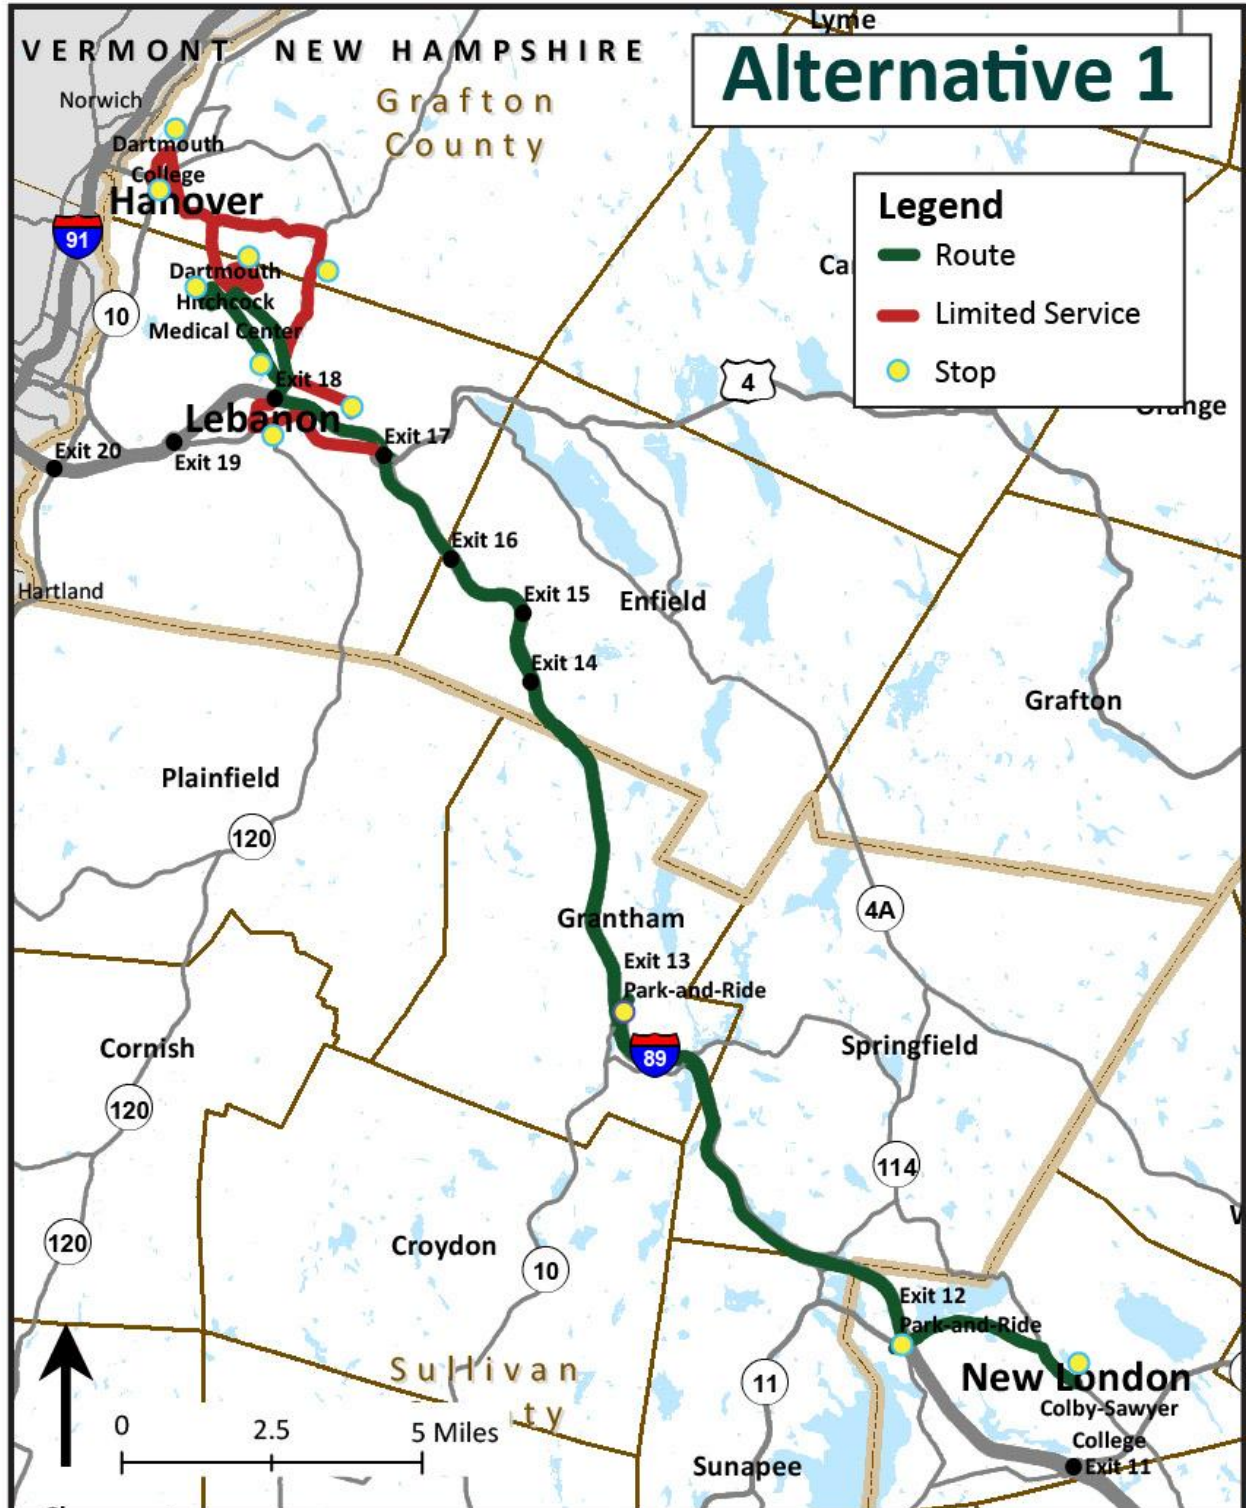 VERMONT NEW HAMPSHIRE
Lyme
Alternative 1
Norwich
Grafton
County
Dartmouth
College
Hanover
Legend
Route
Limited Service
Stop
91
Dartmouth
Hitchcock
Medical Center
10
4
Exit 18
Lebanon
Exit 17
Exit 20
Exit 19
Orange
Exit 16
Hartland
Exit 15
Enfield
Exit 14
Grafton
Plainfield
120
4A
Grantham
Exit 13
Park-and-Ride
Cornish
89
Springfield
120
114
120
Croydon
10
Exit 12
Park-and-Ride
Sullivan
11
New London
Colby-Sawyer
College
0 2.5 5 Miles
Sunapee
Exit 11